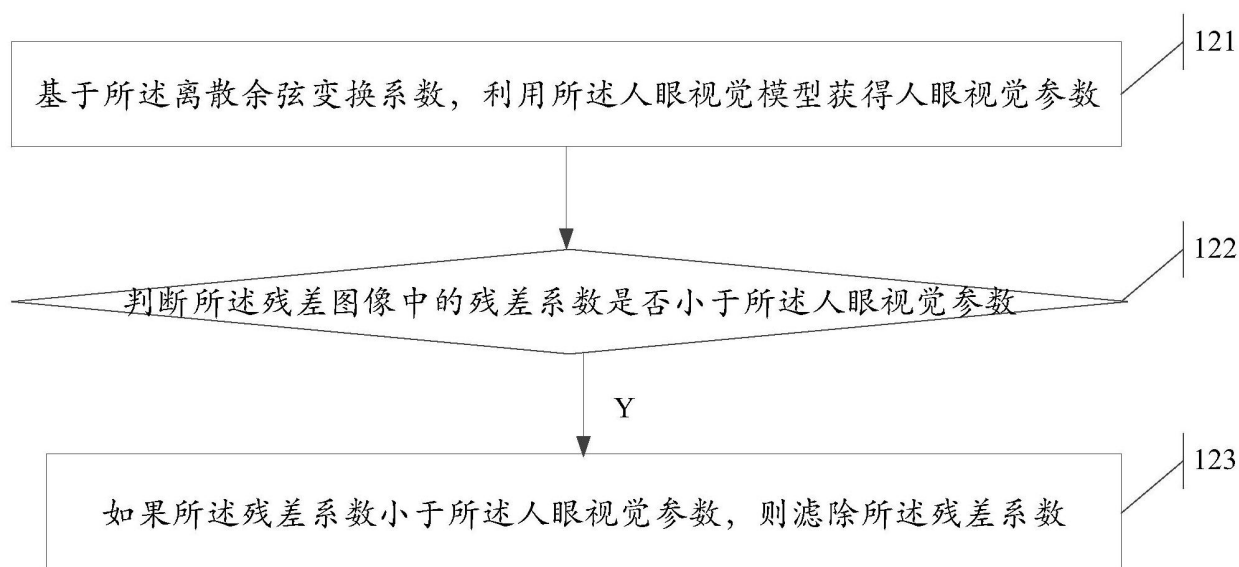 121
基于所述离散余弦变换系数，利用所述人眼视觉模型获得人眼视觉参数
122
判断所述残差图像中的残差系数是否小于所述人眼视觉参数
Y
123
如果所述残差系数小于所述人眼视觉参数，则滤除所述残差系数